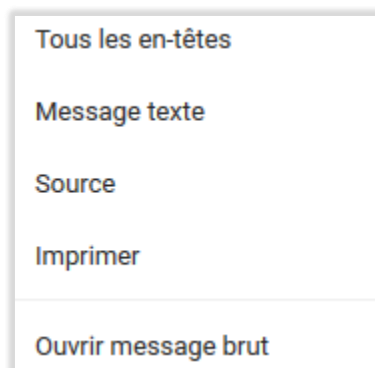 Tous les en-têtes
Message texte
Source
Imprimer
Ouvrir message brut